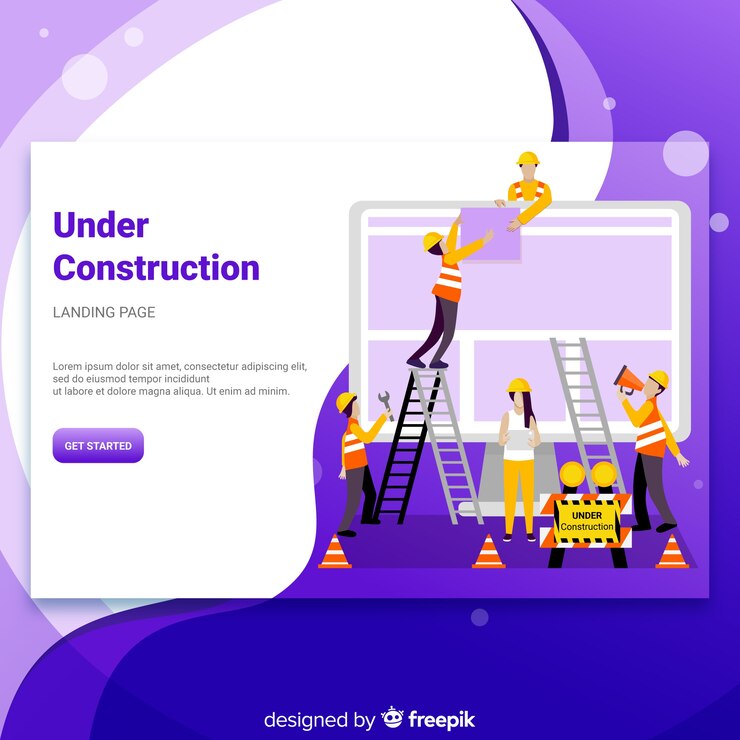 Under
Construction
LANDING PAGE
Lorem ipsum dolor sit amet, consectetur adipiscing elit,
sed do eiusmod tempor incididunt
ut labore et dolore magna aliqua. Ut enim ad minim.
GET STARTED
UNDER
Construction
designed by freepik